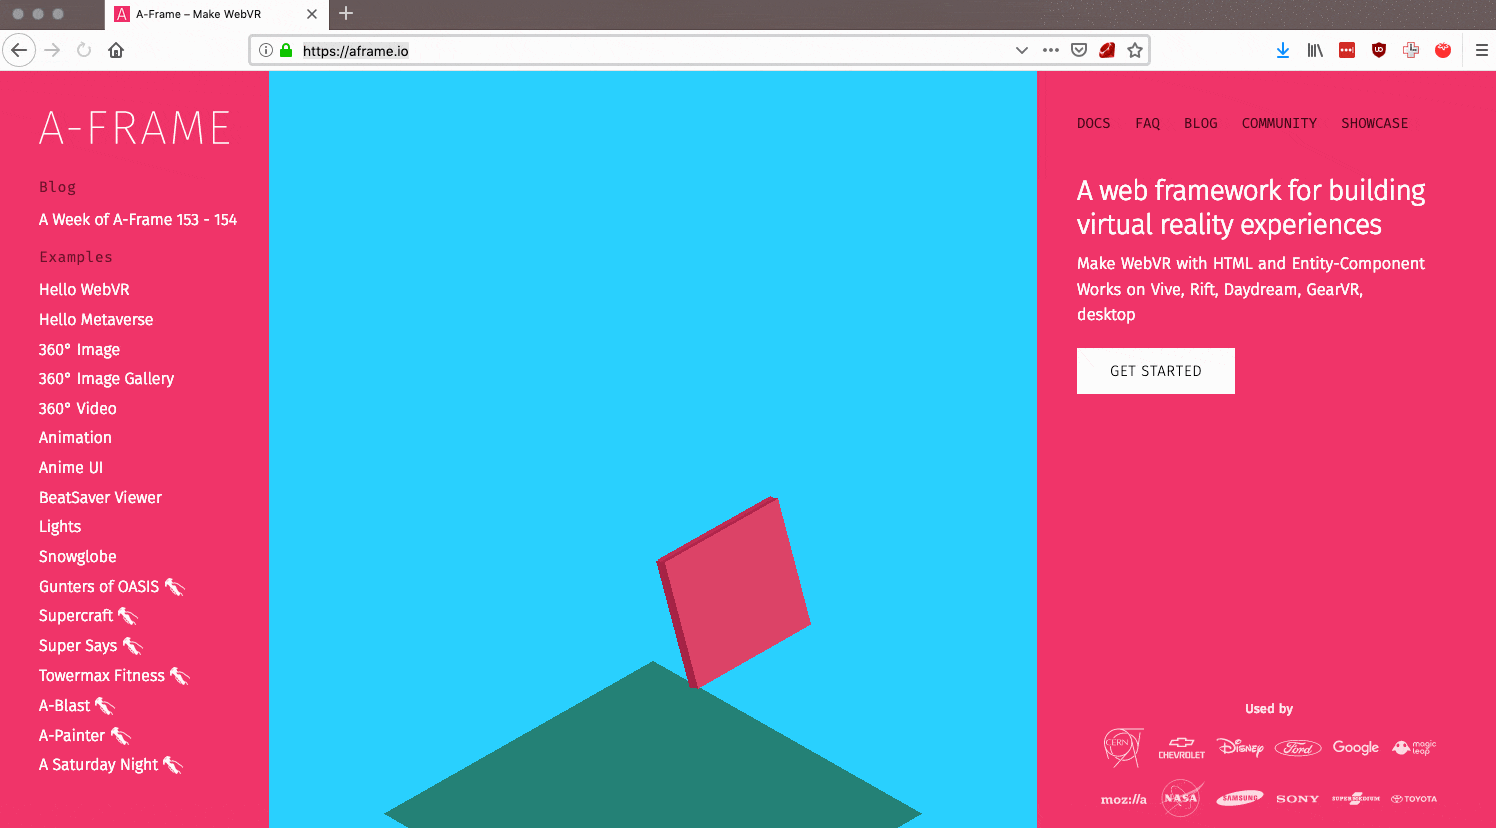 A-Frame – Make WebVR
https://aframe.io
A-FRAME
Blog
A Week of A-Frame 153 - 154
Examples
Hello WebVR
Hello Metaverse
360° Image
360° Image Gallery
360° Video
Animation
Anime UI
BeatSaver Viewer
Lights
Snowglobe
Gunters of OASIS
Supercraft
Super Says
Towermax Fitness
A-Blast
A-Painter
A Saturday Night
DOCS FAQ BLOG COMMUNITY SHOWCASE
A web framework for building
virtual reality experiences
Make WebVR with HTML and Entity-Component
Works on Vive, Rift, Daydream, GearVR,
desktop
GET STARTED
Used by
CERN CHEVROLET Disney Ford Google magic leap
moz://a NASA SAMSUNG SONY SUPERMEDIUM TOYOTA